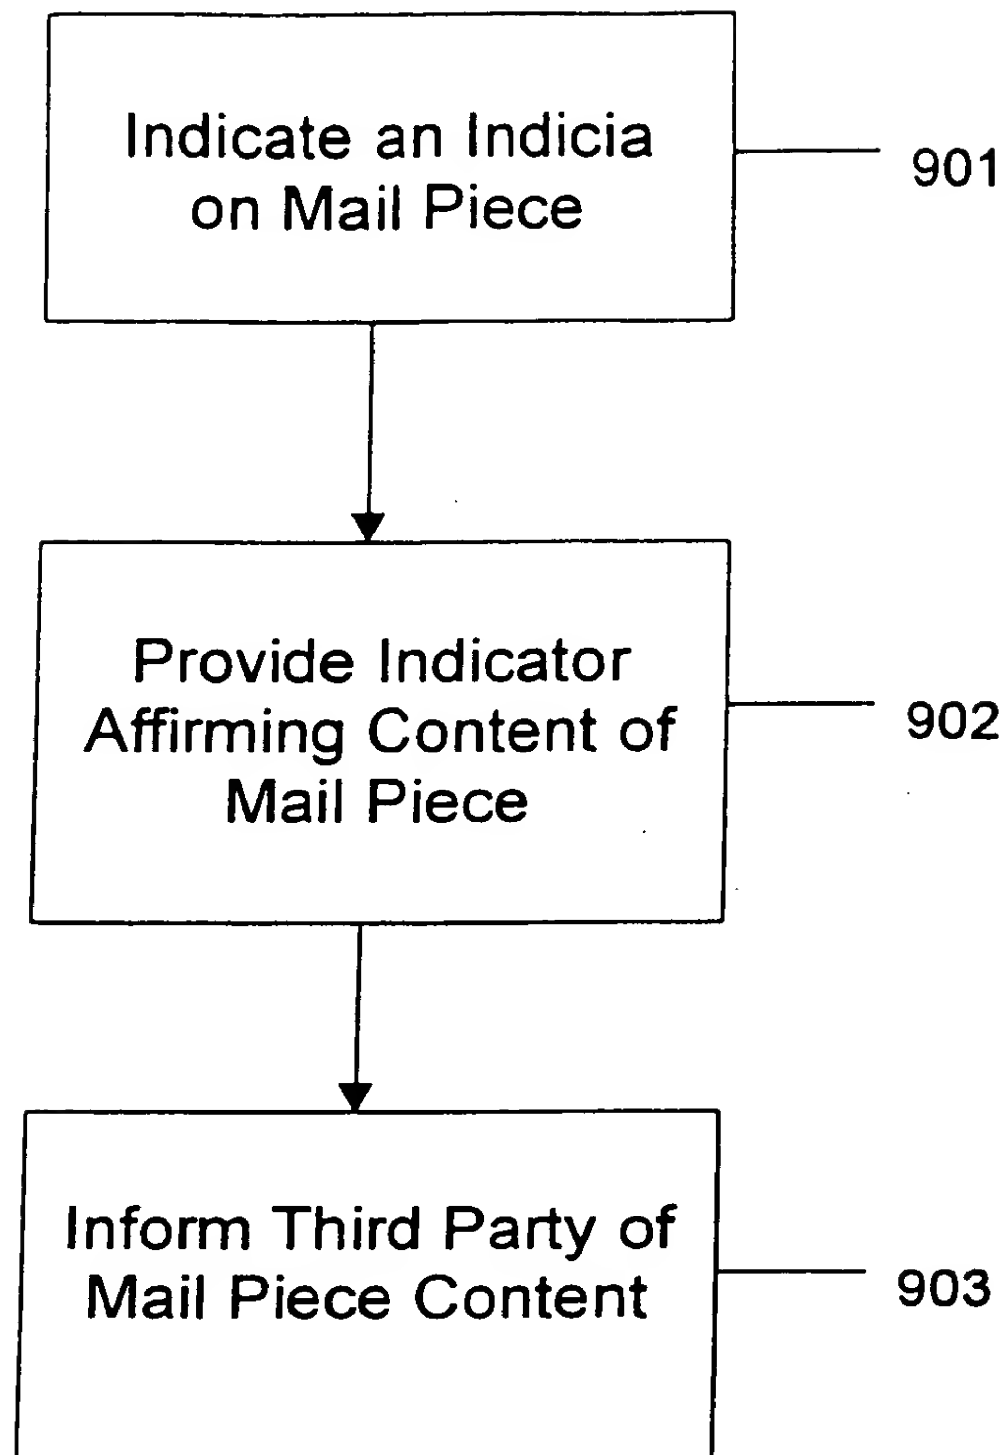 Indicate an Indicia
on Mail Piece
901
Provide Indicator
Affirming Content of
Mail Piece
902
Inform Third Party of
Mail Piece Content
903